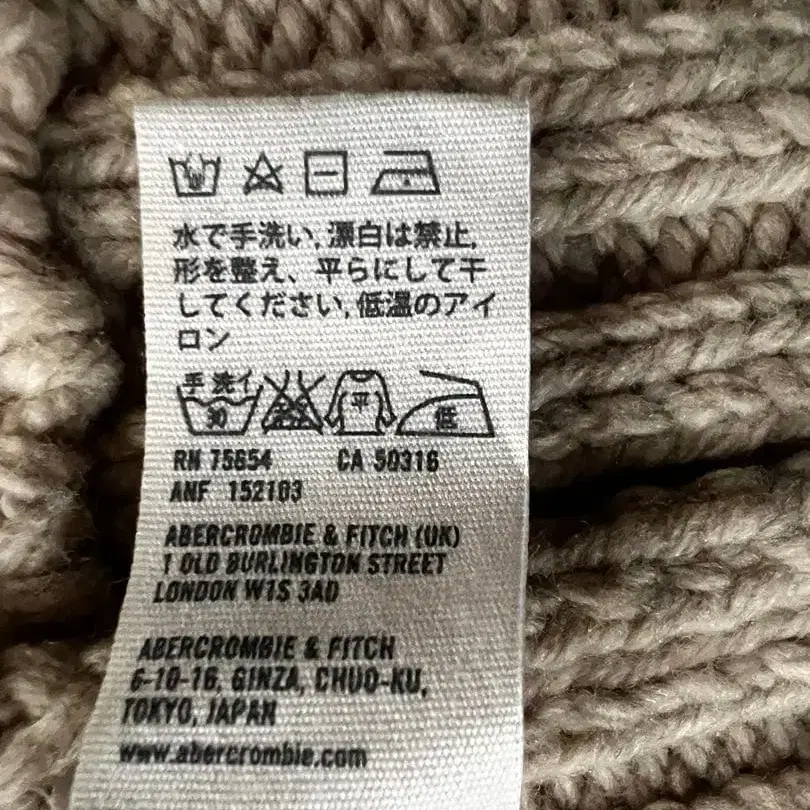 水で手洗い,漂白は禁止,
形を整え、平らにして干
してください,低温のアイ
ロン
手洗イ
30 平 低
RN 75654 CA 50316
ANF 152103
ABERCROMBIE & FITCH (UK)
1 OLD BURLINGTON STREET
LONDON W1S 3AD
ABERCROMBIE & FITCH
6-10-16, GINZA, CHUO-KU,
TOKYO, JAPAN
www.abercrombie.com